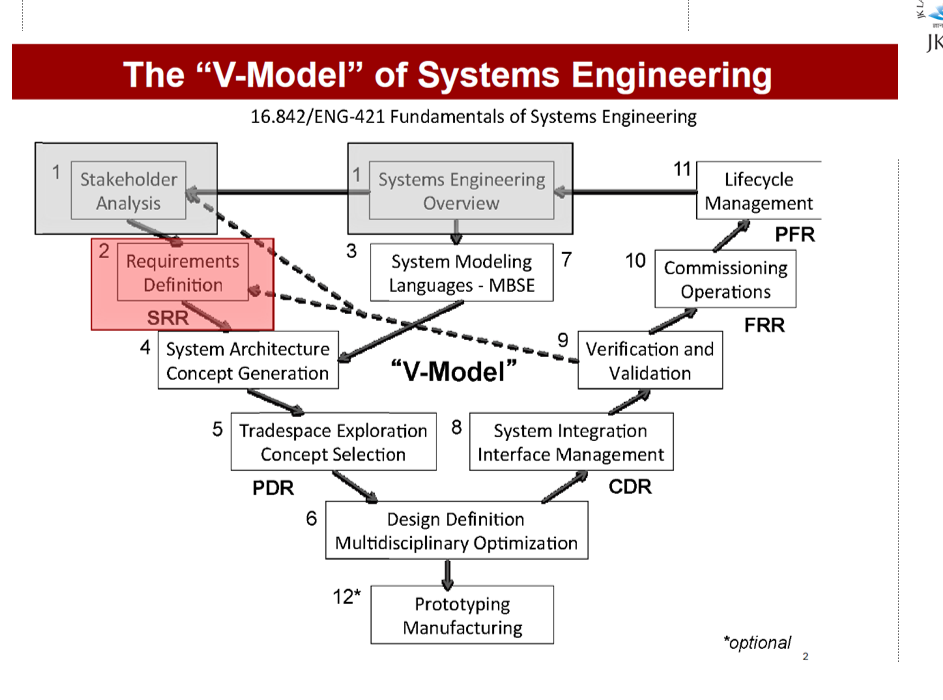 JK
The “V-Model” of Systems Engineering
16.842/ENG-421 Fundamentals of Systems Engineering
1
Stakeholder
Analysis
1
Systems Engineering
Overview
11
Lifecycle
Management
PFR
2
Requirements
Definition
SRR
3
System Modeling
Languages - MBSE
7
10
Commissioning
Operations
FRR
4
System Architecture
Concept Generation
“V-Model”
9
Verification and
Validation
5
Tradespace Exploration
Concept Selection
PDR
8
System Integration
Interface Management
CDR
6
Design Definition
Multidisciplinary Optimization
12*
Prototyping
Manufacturing
*optional
2